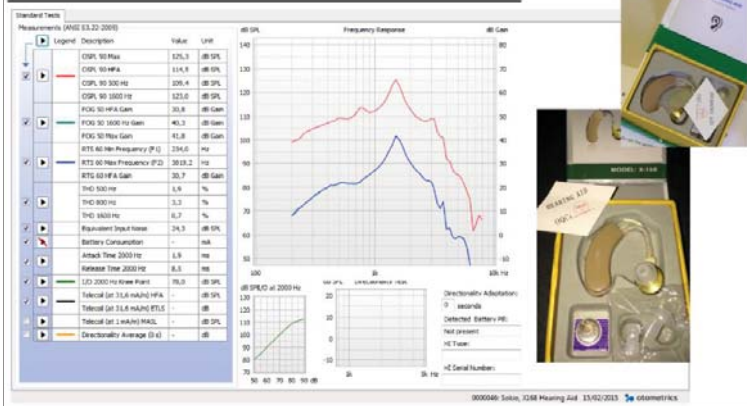 Standard Tests
Measurements (ANSI S3.22-2009)
Legend Description Value Unit
OSPL 90 Max 125,3 dB SPL
OSPL 90 HFA 114,5 dB SPL
OSPL 90 500 Hz 109,4 dB SPL
OSPL 90 1600 Hz 123,0 dB SPL
FOG 50 HFA Gain 30,8 dB Gain
FOG 50 1600 Hz Gain 40,3 dB Gain
FOG 50 Max Gain 41,8 dB Gain
RTS 60 Min Frequency (F1) 234,0 Hz
RTS 60 Max Frequency (F2) 3819,2 Hz
RTG 60 HFA Gain 30,7 dB Gain
THD 500 Hz 1,9 %
THD 800 Hz 3,3 %
THD 1600 Hz 0,7 %
Equivalent Input Noise 24,3 dB SPL
Battery Consumption - mA
Attack Time 2000 Hz 1,9 ms
Release Time 2000 Hz 8,5 ms
I/O 2000 Hz Knee Point 78,0 dB SPL
Telecoil (at 31,6 mA/m) HFA - dB SPL
Telecoil (at 31,6 mA/m) ETLS - dB
Telecoil (at 1 mA/m) MASL - dB SPL
Directionality Average (0 s) - dB
dB SPL Frequency Response dB Gain
140
130
120
110
100
90
80
70
60
50
80
70
60
50
40
30
20
10
0
-10
100 1k 10k Hz
dB SPL I/O at 2000 Hz
130
120
110
100
90
80
70
50 60 70 80 90 dB
20
10
0
-10
1k Hz
Directionality Adaptation:
0 seconds
Detected Battery Pill:
Not present
HI Type:
HI Serial Number:
MODEL: X-168
HEARING AID
0000046: Solos, X168 Hearing Aid 15/02/2015 otometrics